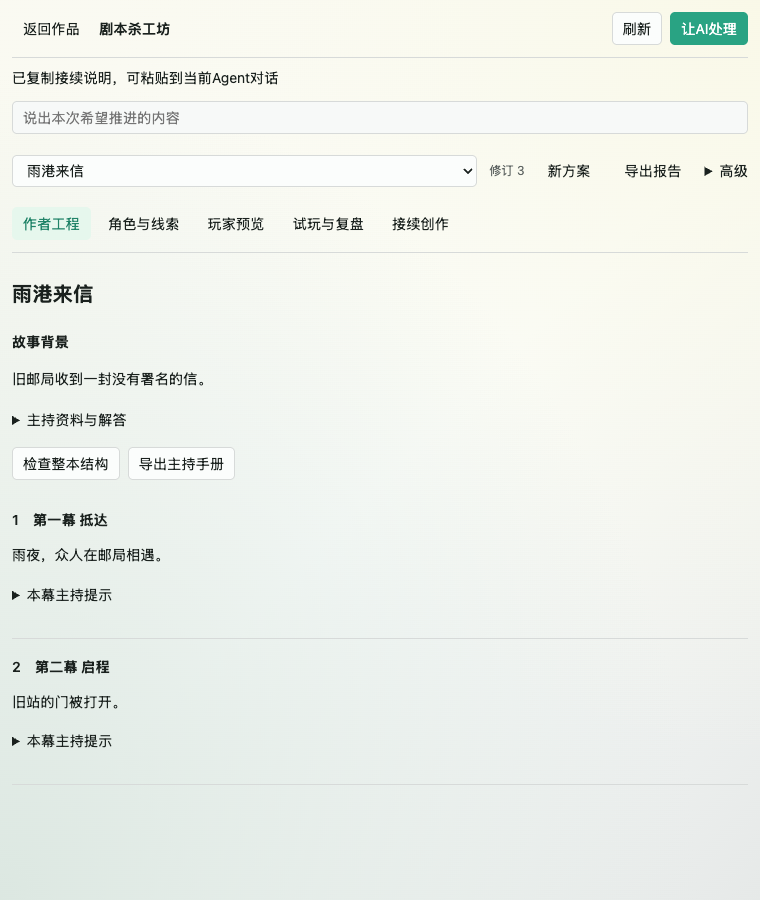 返回作品 剧本杀工坊 刷新 让AI处理
已复制接续说明，可粘贴到当前Agent对话
说出本次希望推进的内容
雨港来信 修订 3 新方案 导出报告 ▶ 高级
作者工程 角色与线索 玩家预览 试玩与复盘 接续创作
雨港来信
故事背景
旧邮局收到一封没有署名的信。
▶ 主持资料与解答
检查整本结构 导出主持手册
1 第一幕 抵达
雨夜，众人在邮局相遇。
▶ 本幕主持提示
2 第二幕 启程
旧站的门被打开。
▶ 本幕主持提示